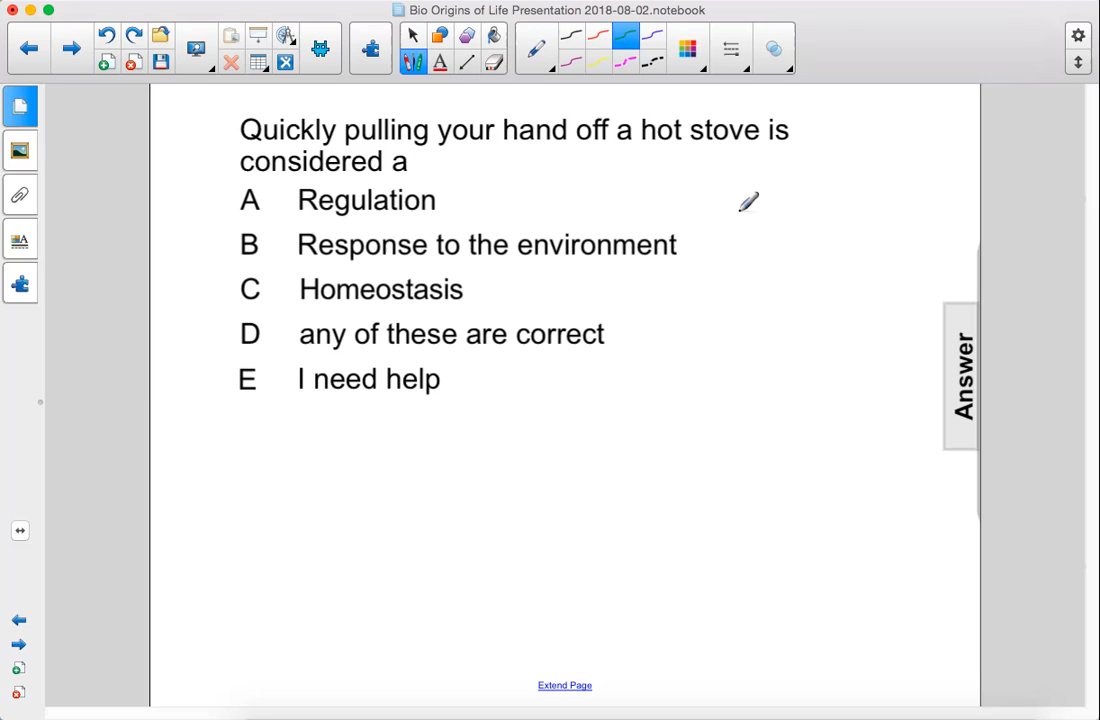 Bio Origins of Life Presentation 2018-08-02.notebook
Quickly pulling your hand off a hot stove is
considered a
A Regulation
B Response to the environment
C Homeostasis
D any of these are correct
E I need help
Answer
Extend Page